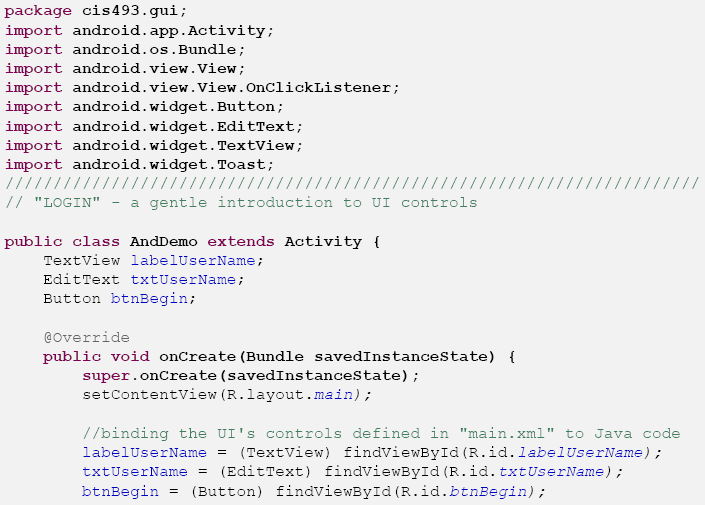 package cis493.gui;
import android.app.Activity;
import android.os.Bundle;
import android.view.View;
import android.view.View.OnClickListener;
import android.widget.Button;
import android.widget.EditText;
import android.widget.TextView;
import android.widget.Toast;
////////////////////////////////////////////////////////////////////////
// "LOGIN" - a gentle introduction to UI controls
public class AndDemo extends Activity {
TextView labelUserName;
EditText txtUserName;
Button btnBegin;
@Override
public void onCreate(Bundle savedInstanceState) {
super.onCreate(savedInstanceState);
setContentView(R.layout.main);
//binding the UI's controls defined in "main.xml" to Java code
labelUserName = (TextView) findViewById(R.id.labelUserName);
txtUserName = (EditText) findViewById(R.id.txtUserName);
btnBegin = (Button) findViewById(R.id.btnBegin);